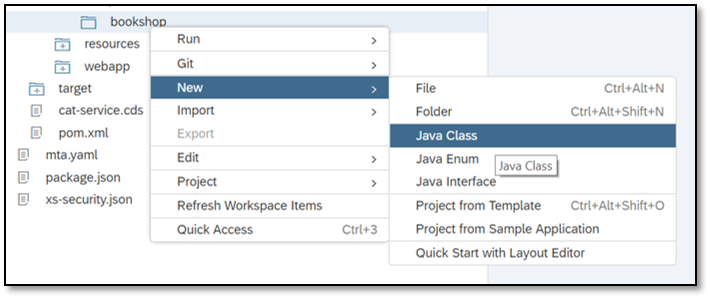 bookshop
resources
webapp
target
cat-service.cds
pom.xml
mta.yaml
package.json
xs-security.json
Run
Git
New
Import
Export
Edit
Project
Refresh Workspace Items
Quick Access Ctrl+3
File Ctrl+Alt+N
Folder Ctrl+Alt+Shift+N
Java Class
Java Enum
Java Class
Java Interface
Project from Template Ctrl+Alt+Shift+O
Project from Sample Application
Quick Start with Layout Editor